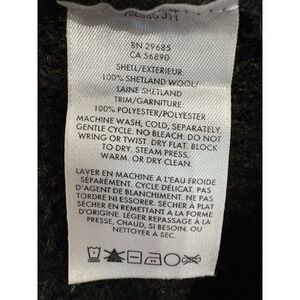 RN 29685
CA 56890
SHELL/EXTERIEUR
100% SHETLAND WOOL/
LAINE SHETLAND
TRIM/GARNITURE
100% POLYESTER/POLYESTER
MACHINE WASH, COLD, SEPARATELY,
GENTLE CYCLE. NO BLEACH. DO NOT
WRING OR TWIST. DRY FLAT. BLOCK
TO DRY. STEAM PRESS,
WARM. OR DRY CLEAN.
LAVER EN MACHINE A L'EAU FROIDE
SÉPARÉMENT. CYCLE DÉLICAT. PAS
D'AGENT DE BLANCHIMENT. NE PAS
TORDRE NI ESSORER. SÉCHER À PLAT
SÉCHER EN REMETTANT A LA FORME
D'ORIGINE. LÉGER REPASSAGE À LA
PRESSE, CHAUD, SI BESOIN. OU
NETTOYER À SEC.